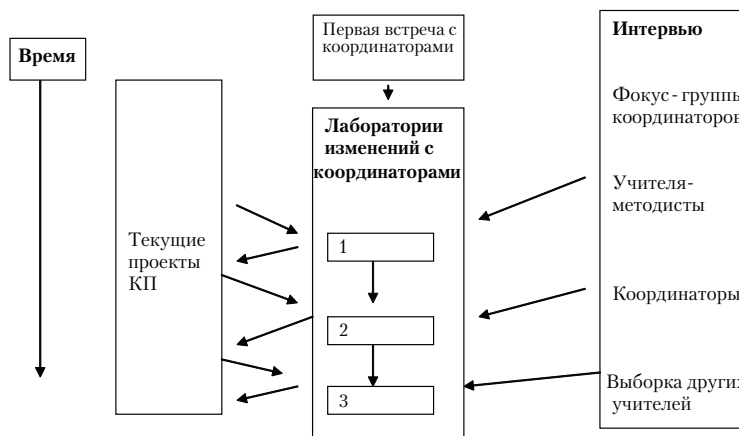 Время
Первая встреча с
координаторами
Интервью
Фокус - группы
координаторов
Лаборатории
изменений с
координаторами
Учителя-
методисты
Текущие
проекты
КП
1
Координаторы
2
Выборка других
учителей
3